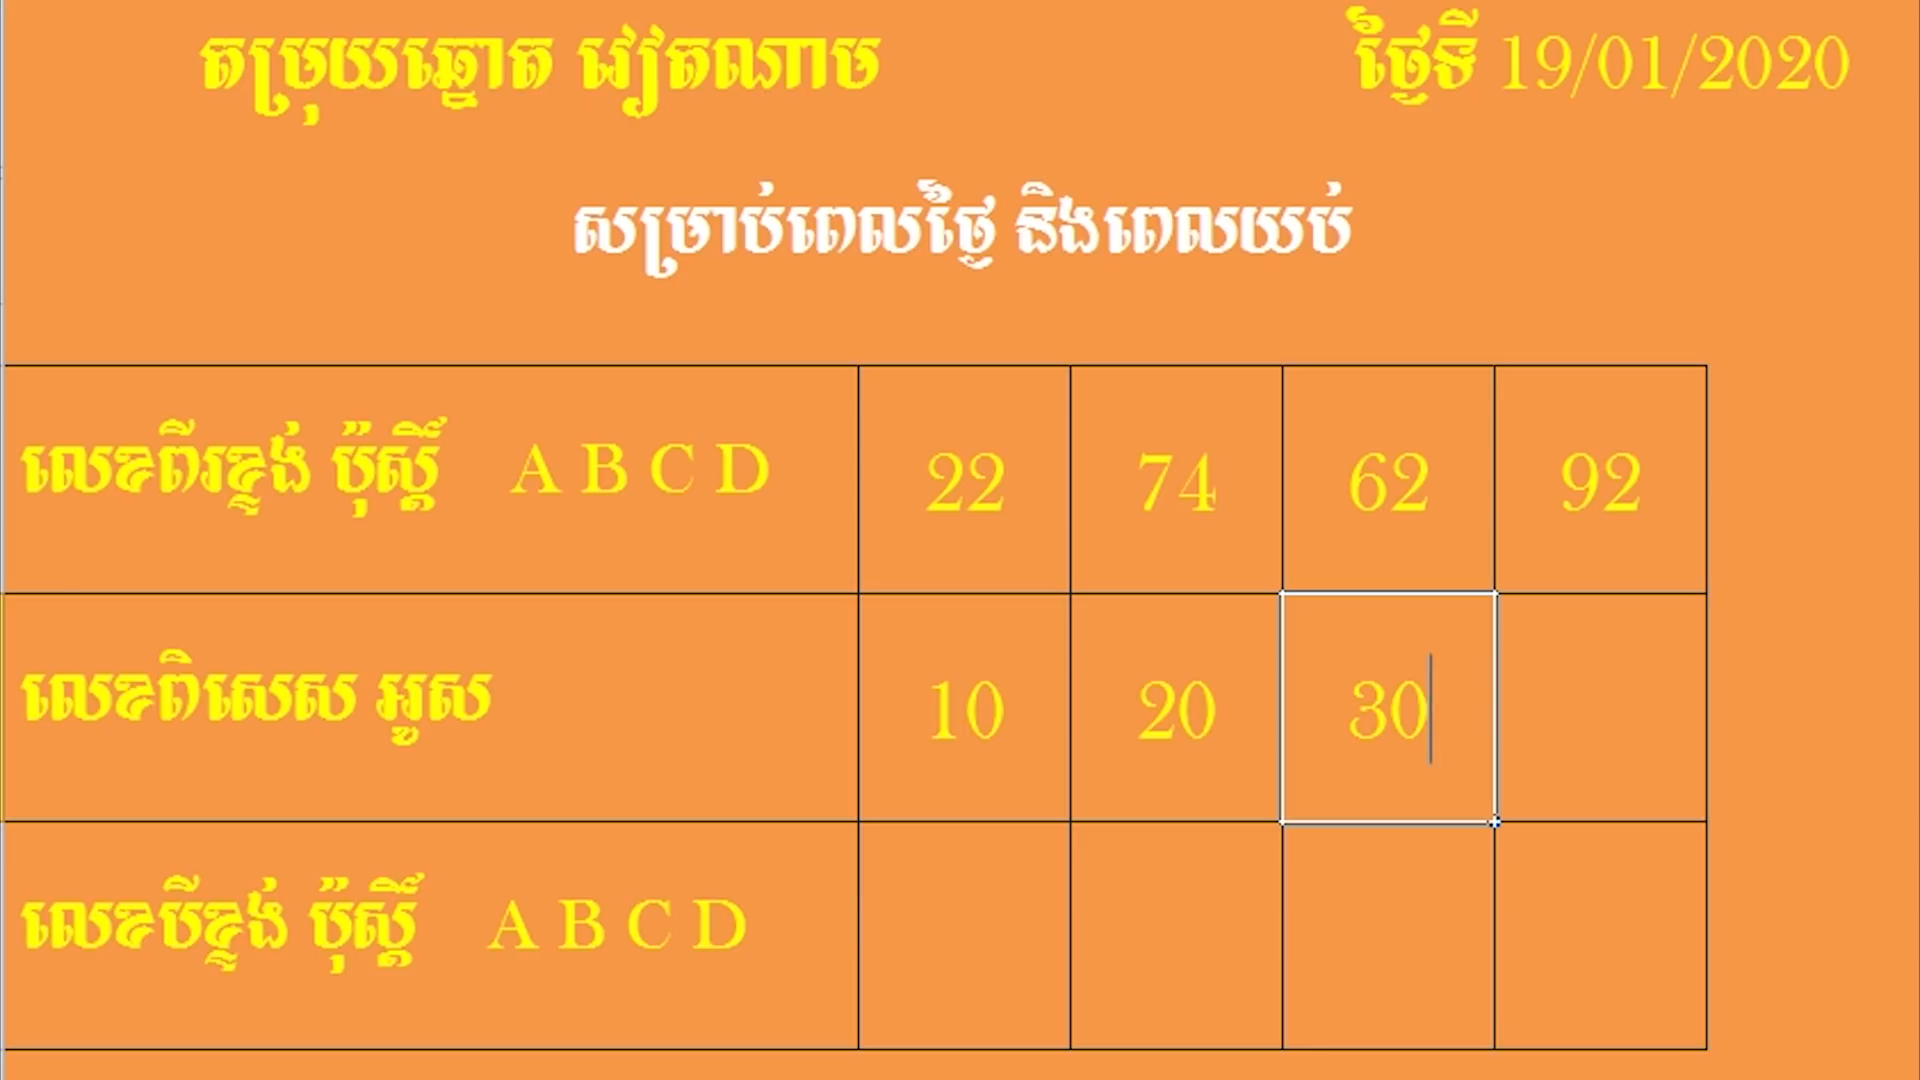 តម្រុយឆ្នោត វៀតណាម ថ្ងៃទី 19/01/2020
សម្រាប់ពេលថ្ងៃ និងពេលយប់
លេខពីរខ្ទង់ ប៉ុស្តិ៍ A B C D 22 74 62 92
លេខពិសេស អូស 10 20 30
លេខបីខ្ទង់ ប៉ុស្តិ៍ A B C D